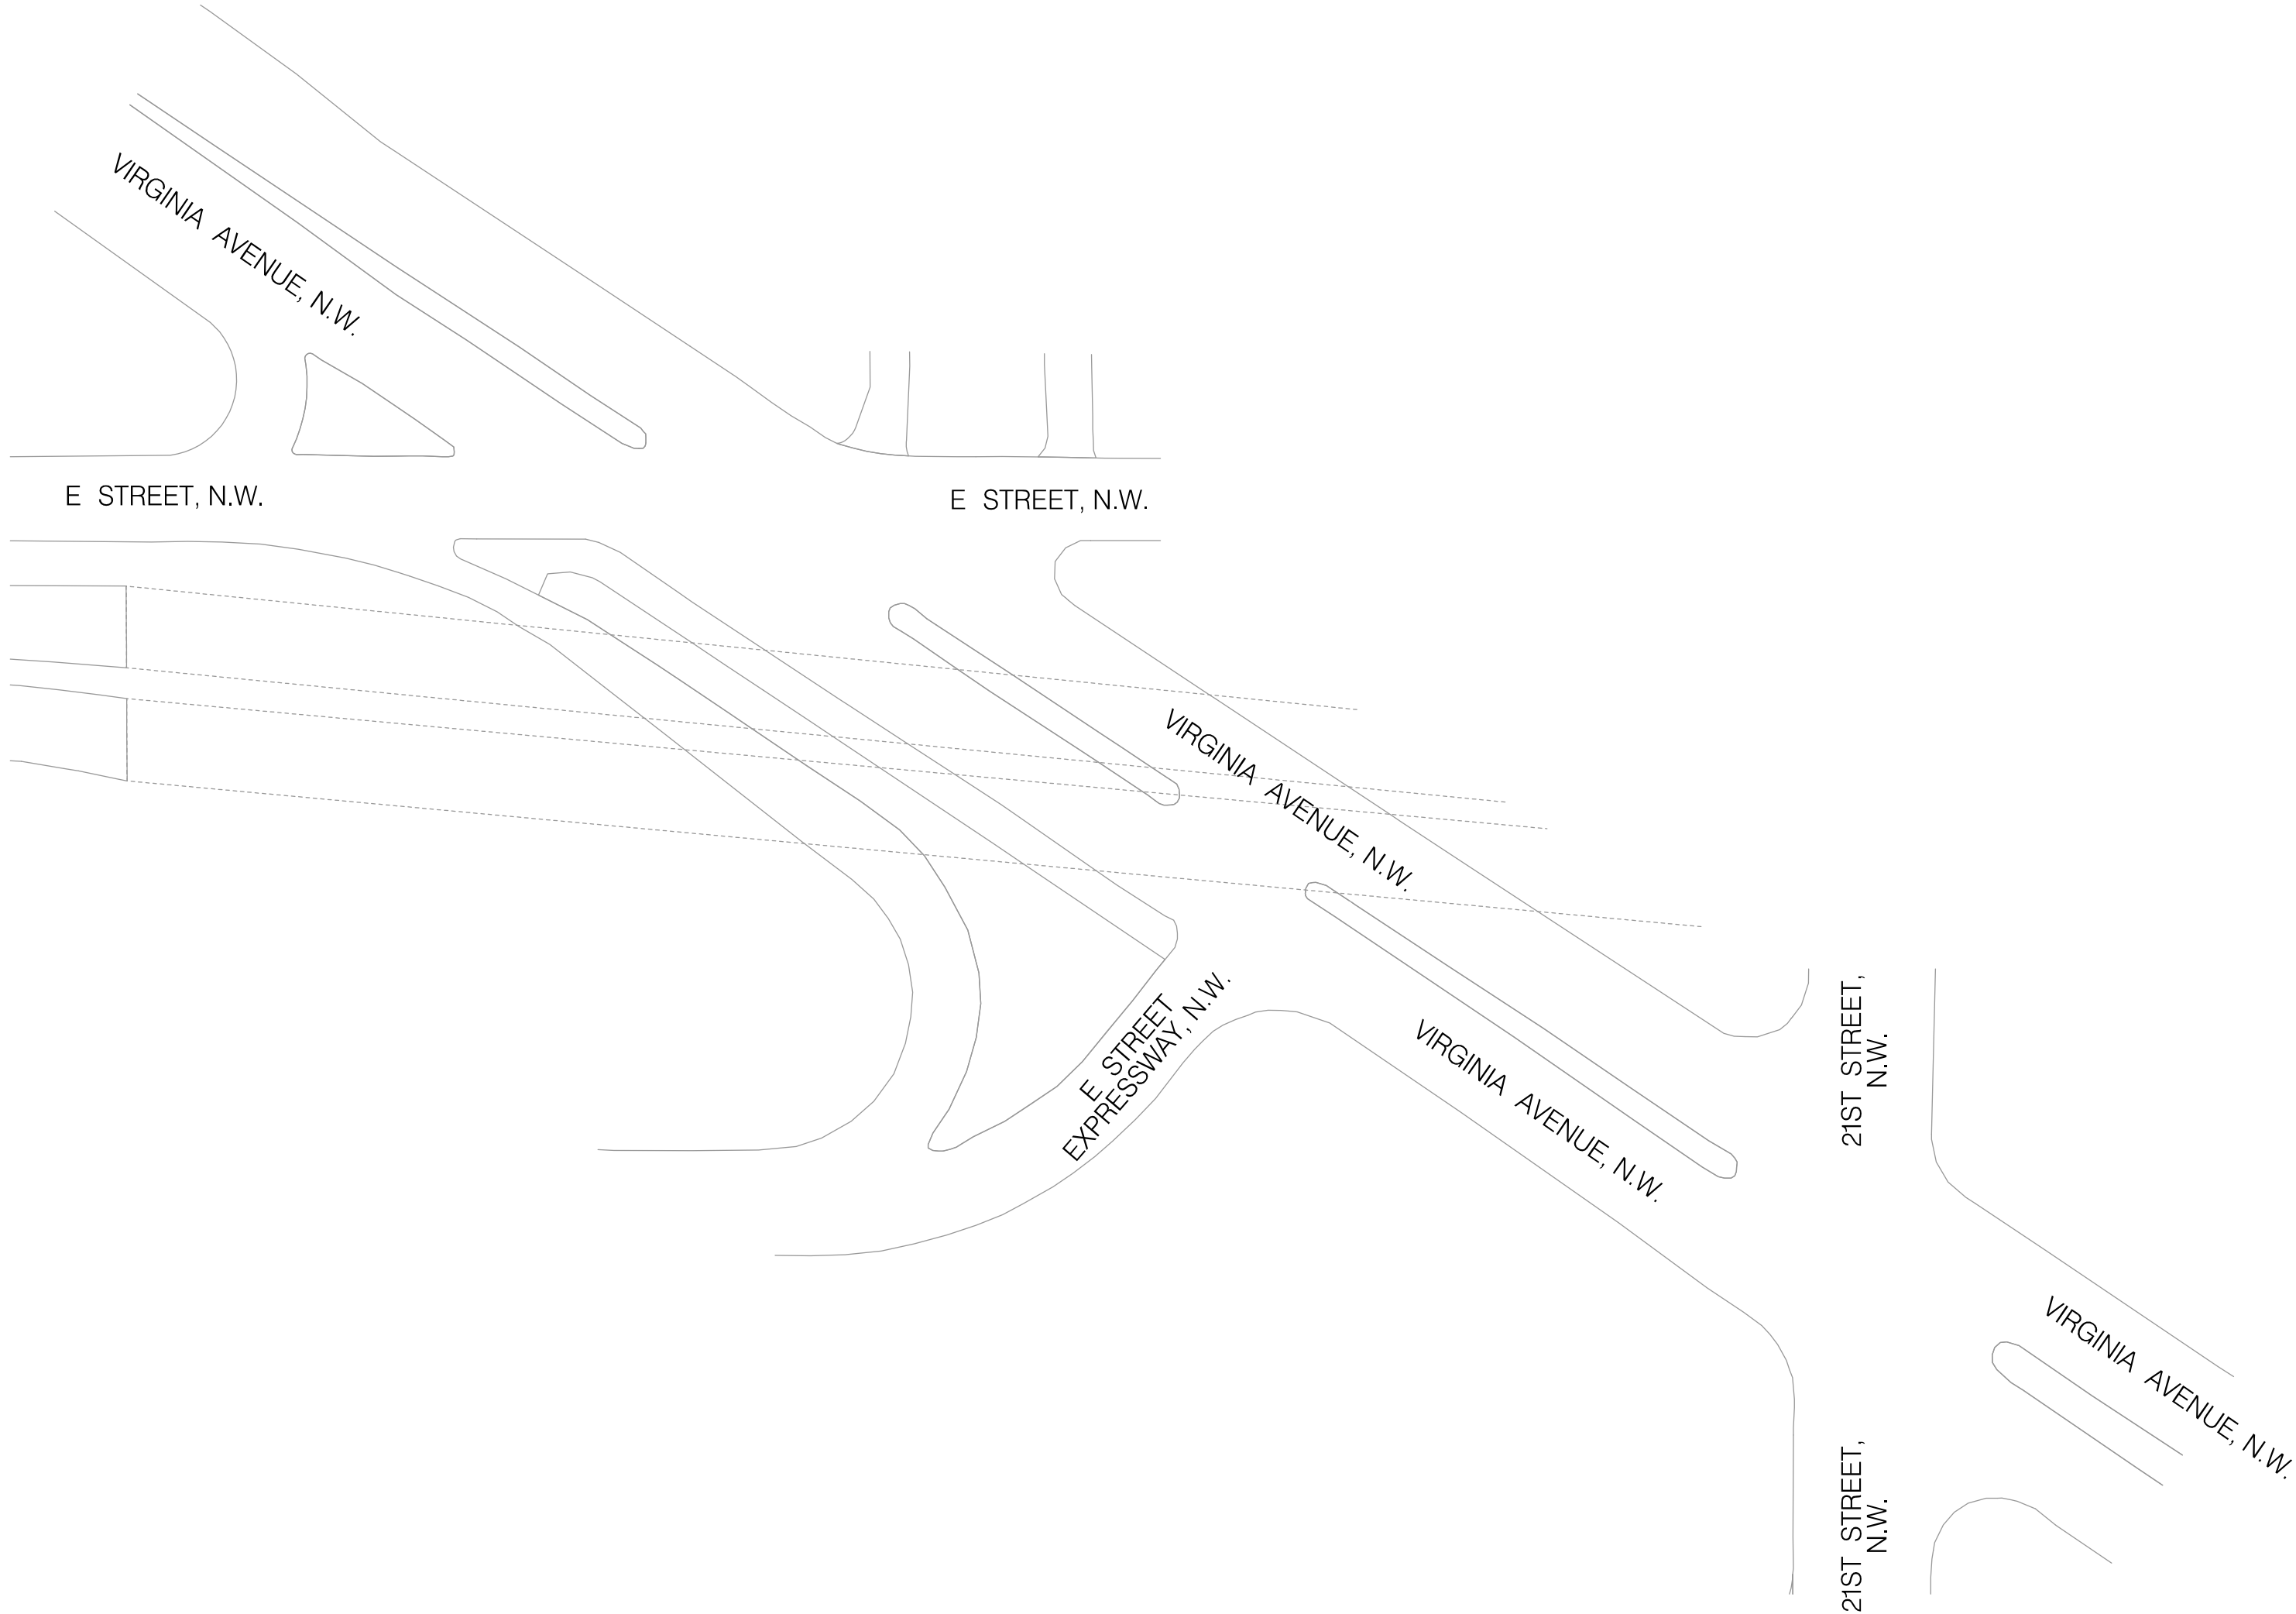 VIRGINIA AVENUE, N.W.
E STREET, N.W.
E STREET, N.W.
VIRGINIA AVENUE, N.W.
E STREET
EXPRESSWAY, N.W.
VIRGINIA AVENUE, N.W.
21ST STREET,
N.W.
VIRGINIA AVENUE, N.W.
21ST STREET,
N.W.